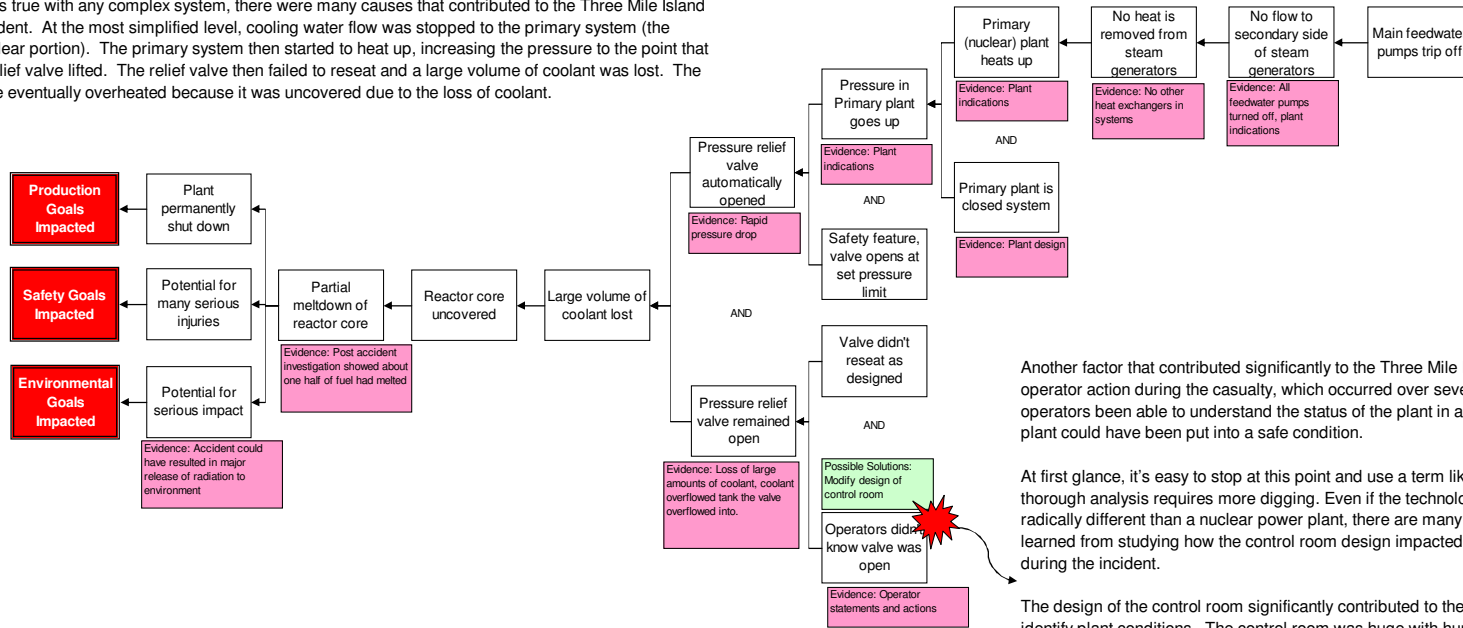 s true with any complex system, there were many causes that contributed to the Three Mile Island
dent.  At the most simplified level, cooling water flow was stopped to the primary system (the
lear portion).  The primary system then started to heat up, increasing the pressure to the point that
lief valve lifted.  The relief valve then failed to reseat and a large volume of coolant was lost.  The
e eventually overheated because it was uncovered due to the loss of coolant.
Production
Goals
Impacted
Plant
permanently
shut down
Safety Goals
Impacted
Potential for
many serious
injuries
Environmental
Goals
Impacted
Potential for
serious impact
Evidence: Accident could
have resulted in major
release of radiation to
environment
Partial
meltdown of
reactor core
Evidence: Post accident
investigation showed about
one half of fuel had melted
Reactor core
uncovered
Large volume of
coolant lost
Pressure relief
valve
automatically
opened
Evidence: Rapid
pressure drop
AND
Pressure relief
valve remained
open
Evidence: Loss of large
amounts of coolant, coolant
overflowed tank the valve
overflowed into.
Pressure in
Primary plant
goes up
Evidence: Plant
indications
AND
Safety feature,
valve opens at
set pressure
limit
Valve didn't
reseat as
designed
AND
Possible Solutions:
Modify design of
control room
Operators didn
know valve was
open
Evidence: Operator
statements and actions
Primary
(nuclear) plant
heats up
Evidence: Plant
indications
AND
Primary plant is
closed system
Evidence: Plant design
No heat is
removed from
steam
generators
Evidence: No other
heat exchangers in
systems
No flow to
secondary side
of steam
generators
Evidence: All
feedwater pumps
turned off, plant
indications
Main feedwate
pumps trip off
Another factor that contributed significantly to the Three Mile
operator action during the casualty, which occurred over seve
operators been able to understand the status of the plant in a
plant could have been put into a safe condition.
At first glance, it's easy to stop at this point and use a term lik
thorough analysis requires more digging. Even if the technolo
radically different than a nuclear power plant, there are many
learned from studying how the control room design impacted
during the incident.
The design of the control room significantly contributed to the
identify plant conditions.  The control room was huge with hu